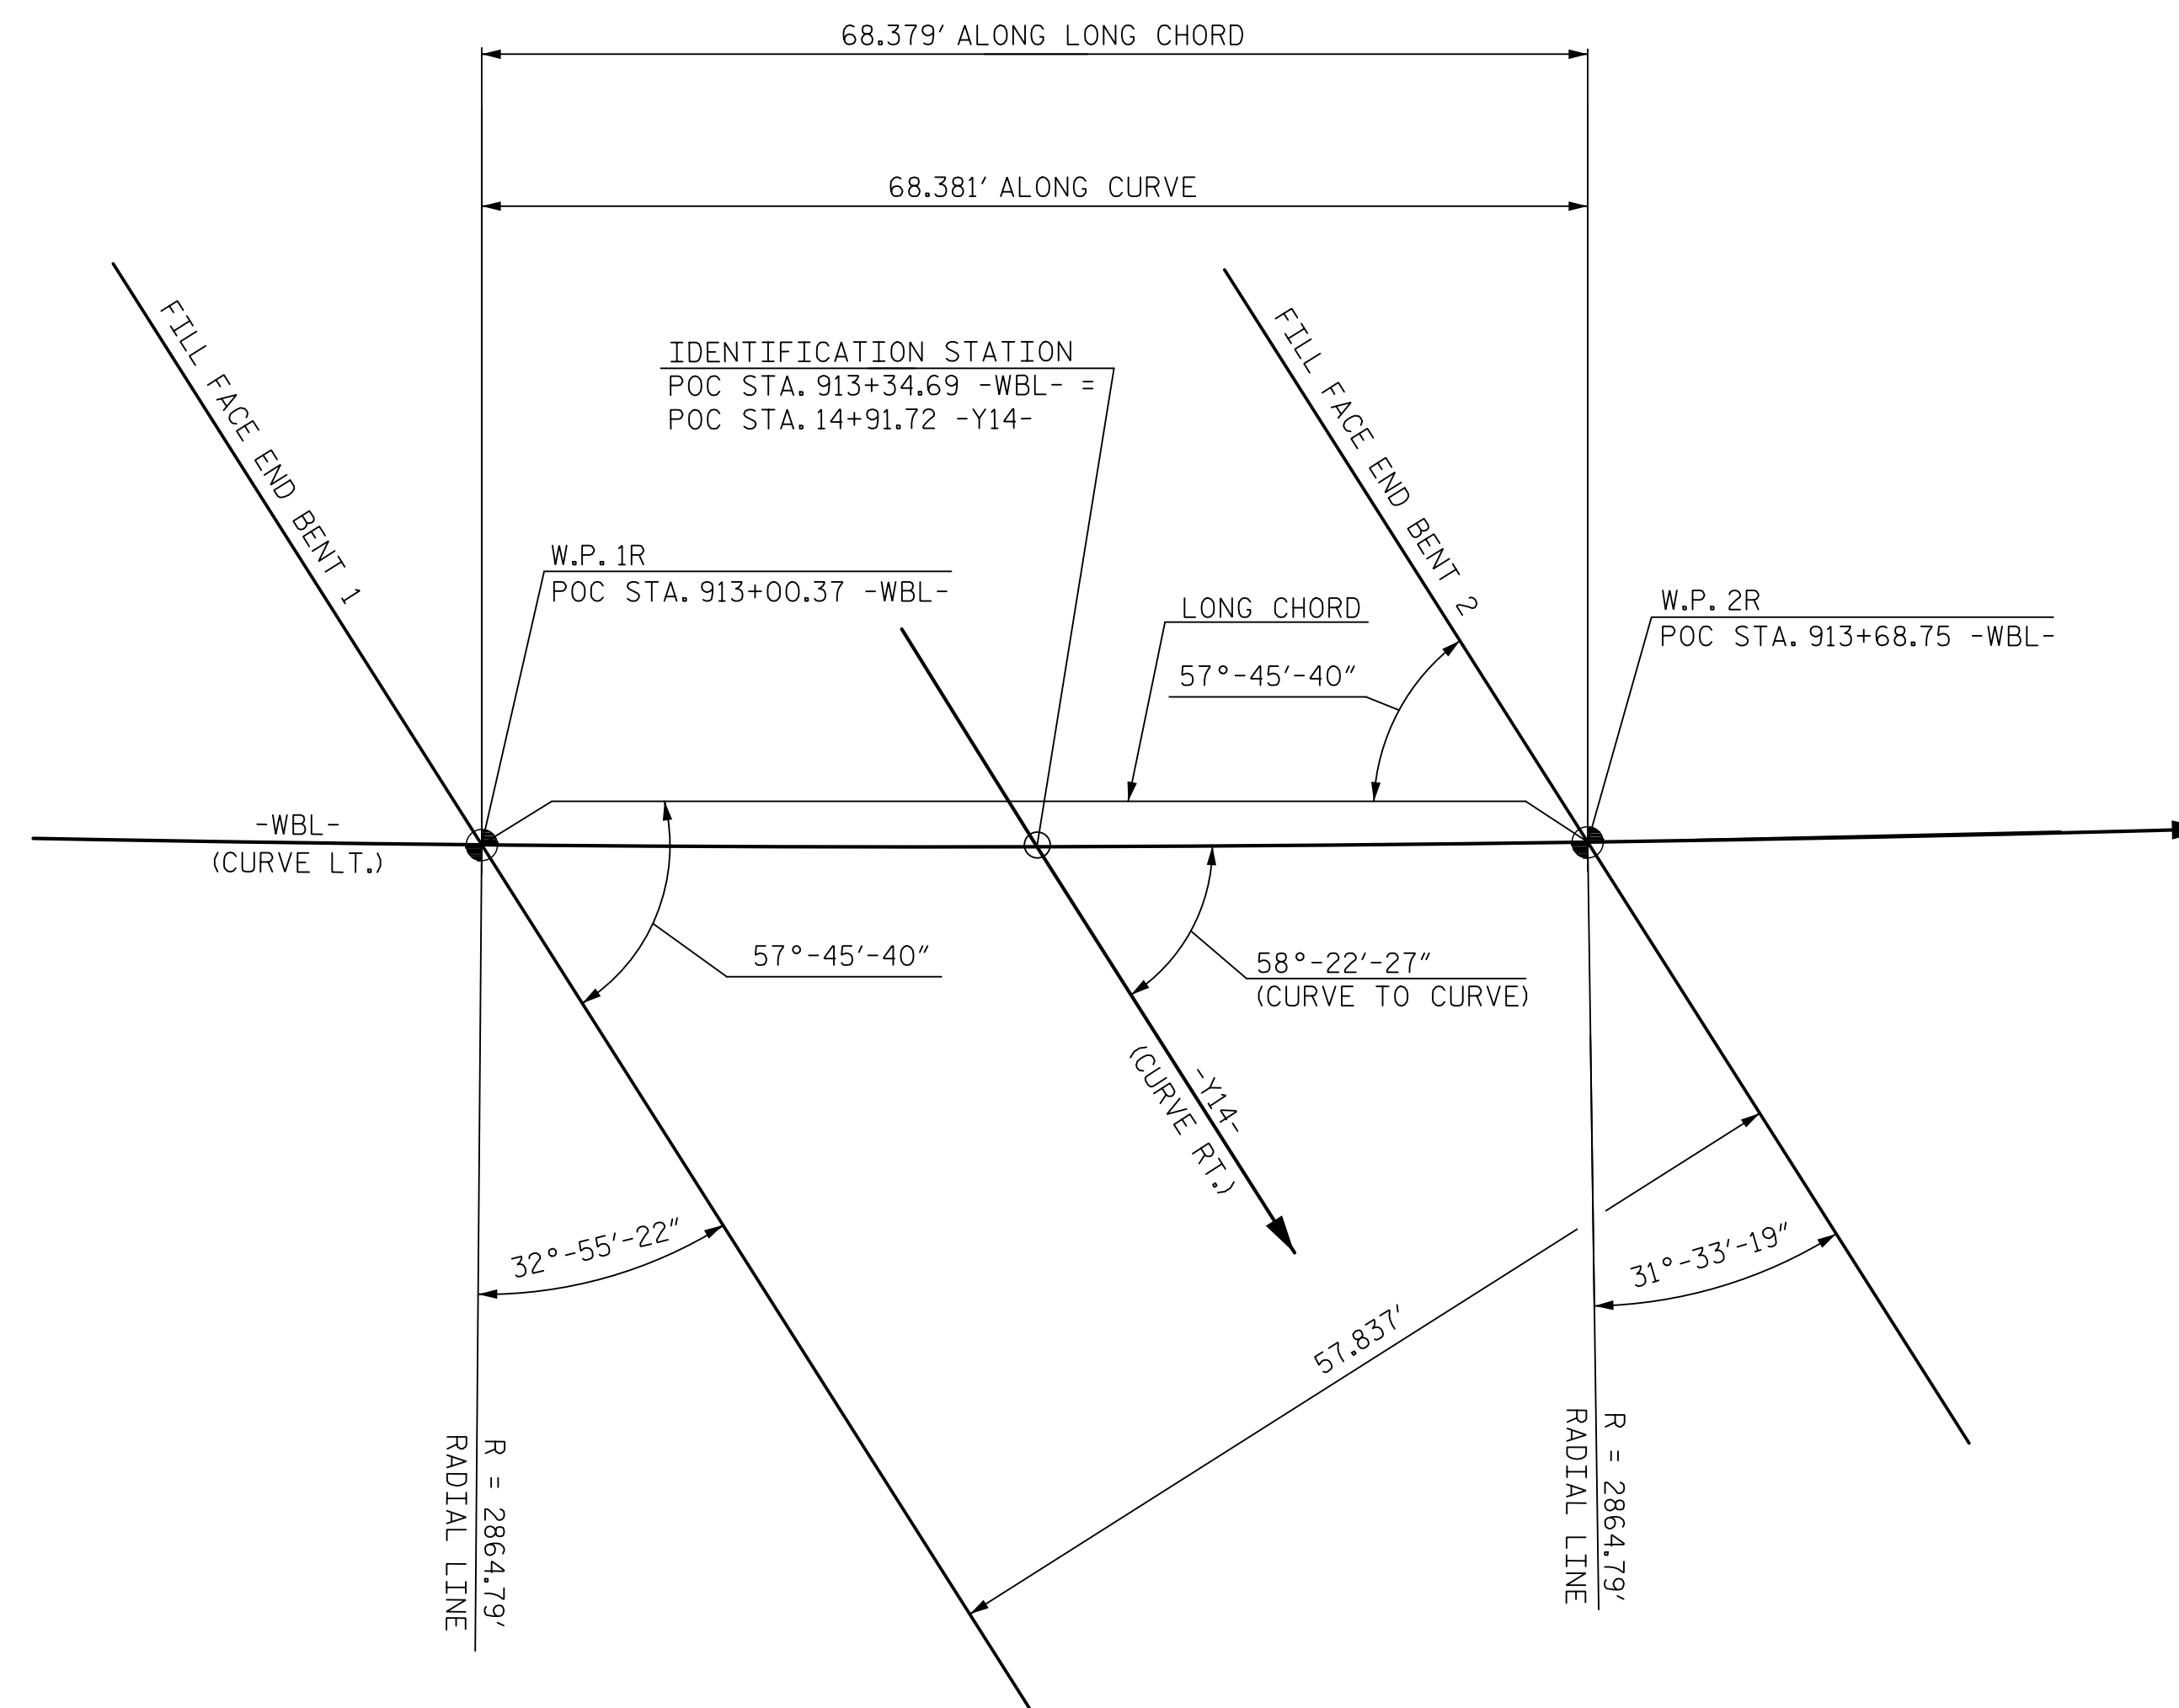 68.379' ALONG LONG CHORD
68.381' ALONG CURVE
FILL FACE END BENT 1
FILL FACE END BENT 2
IDENTIFICATION STATION
POC STA. 913+34.69 -WBL- =
POC STA. 14+91.72 -Y14-
W.P. 1R
POC STA. 913+00.37 -WBL-
LONG CHORD
57°-45'-40"
W.P. 2R
POC STA. 913+68.75 -WBL-
-WBL-
(CURVE LT.)
57°-45'-40"
58°-22'-27"
(CURVE TO CURVE)
-Y14-
(CURVE RT.)
32°-55'-22"
31°-33'-19"
57.837'
R = 2864.79'
RADIAL LINE
R = 2864.79'
RADIAL LINE